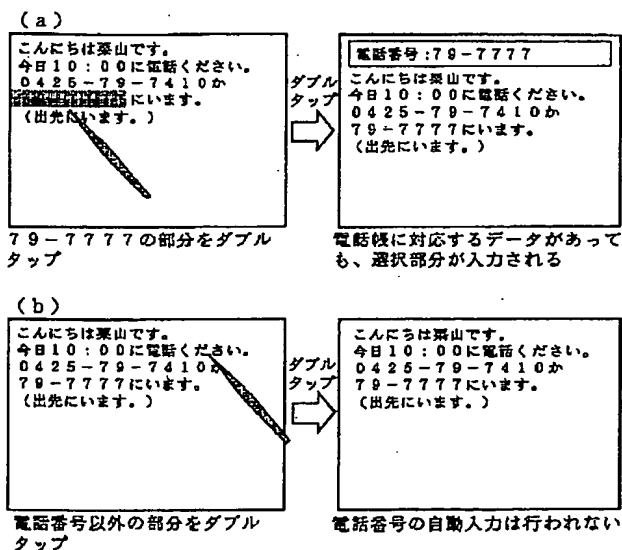 (a)
こんにちは栗山です。
今日10:00に電話ください。
0425-79-7410か
にいます。
(出先にいます。)
79-7777の部分をダブル
タップ
ダブル
タップ
電話番号:79-7777
こんにちは栗山です。
今日10:00に電話ください。
0425-79-7410か
79-7777にいます。
(出先にいます。)
電話帳に対応するデータがあって
も、選択部分が入力される
(b)
こんにちは栗山です。
今日10:00に電話ください。
0425-79-7410か
79-7777にいます。
(出先にいます。)
電話番号以外の部分をダブル
タップ
ダブル
タップ
こんにちは栗山です。
今日10:00に電話ください。
0425-79-7410か
79-7777にいます。
(出先にいます。)
電話番号の自動入力は行われない